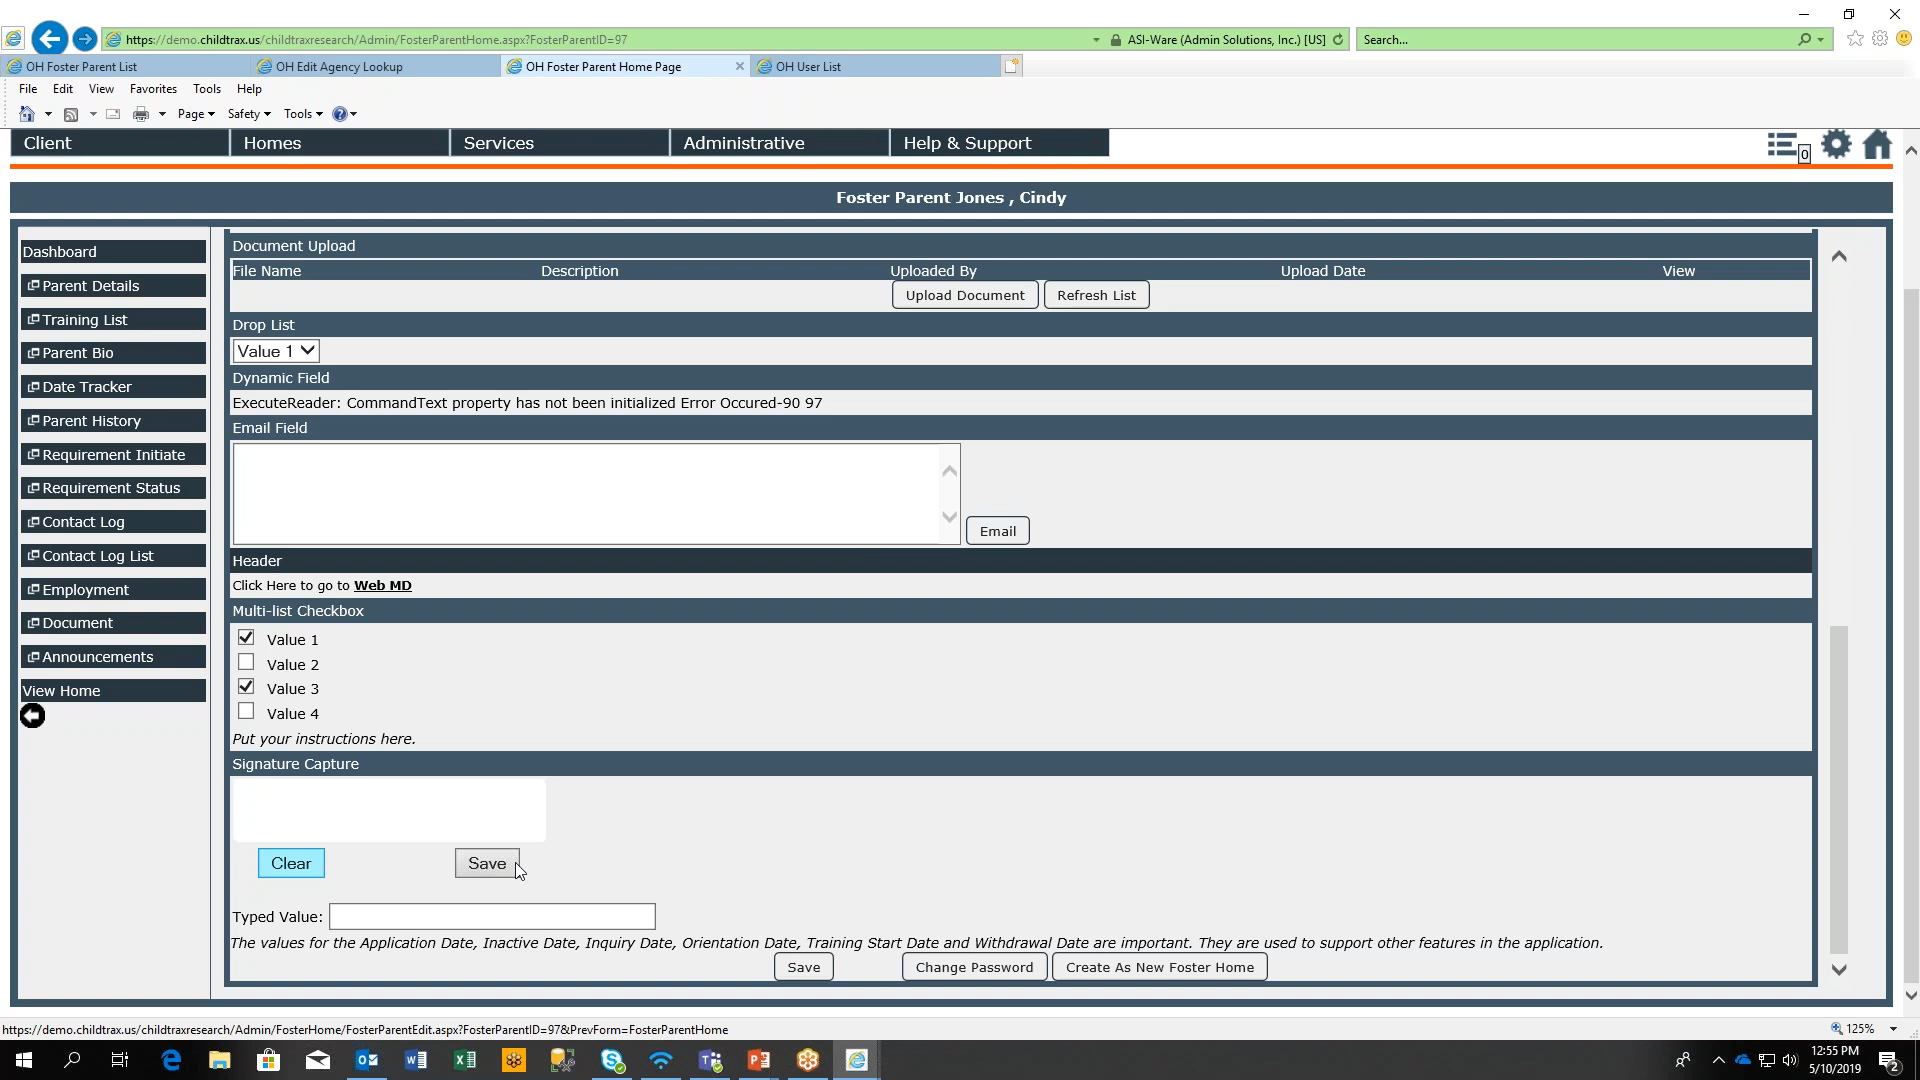 https://demo.childtrax.us/childtraxresearch/Admin/FosterParentHome.aspx?FosterParentID=97
ASI-Ware (Admin Solutions, Inc.) [US]
Search...
OH Foster Parent List
OH Edit Agency Lookup
OH Foster Parent Home Page
OH User List
File Edit View Favorites Tools Help
Page Safety Tools
Client Homes Services Administrative Help & Support
0
Foster Parent Jones , Cindy
Dashboard
Parent Details
Training List
Parent Bio
Date Tracker
Parent History
Requirement Initiate
Requirement Status
Contact Log
Contact Log List
Employment
Document
Announcements
View Home
Document Upload
File Name Description Uploaded By Upload Date View
Upload Document Refresh List
Drop List
Value 1
Dynamic Field
ExecuteReader: CommandText property has not been initialized Error Occured-90 97
Email Field
Email
Header
Click Here to go to Web MD
Multi-list Checkbox
Value 1
Value 2
Value 3
Value 4
Put your instructions here.
Signature Capture
Clear Save
Typed Value:
The values for the Application Date, Inactive Date, Inquiry Date, Orientation Date, Training Start Date and Withdrawal Date are important. They are used to support other features in the application.
Save Change Password Create As New Foster Home
https://demo.childtrax.us/childtraxresearch/Admin/FosterHome/FosterParentEdit.aspx?FosterParentID=97&PrevForm=FosterParentHome
125%
12:55 PM
5/10/2019
2